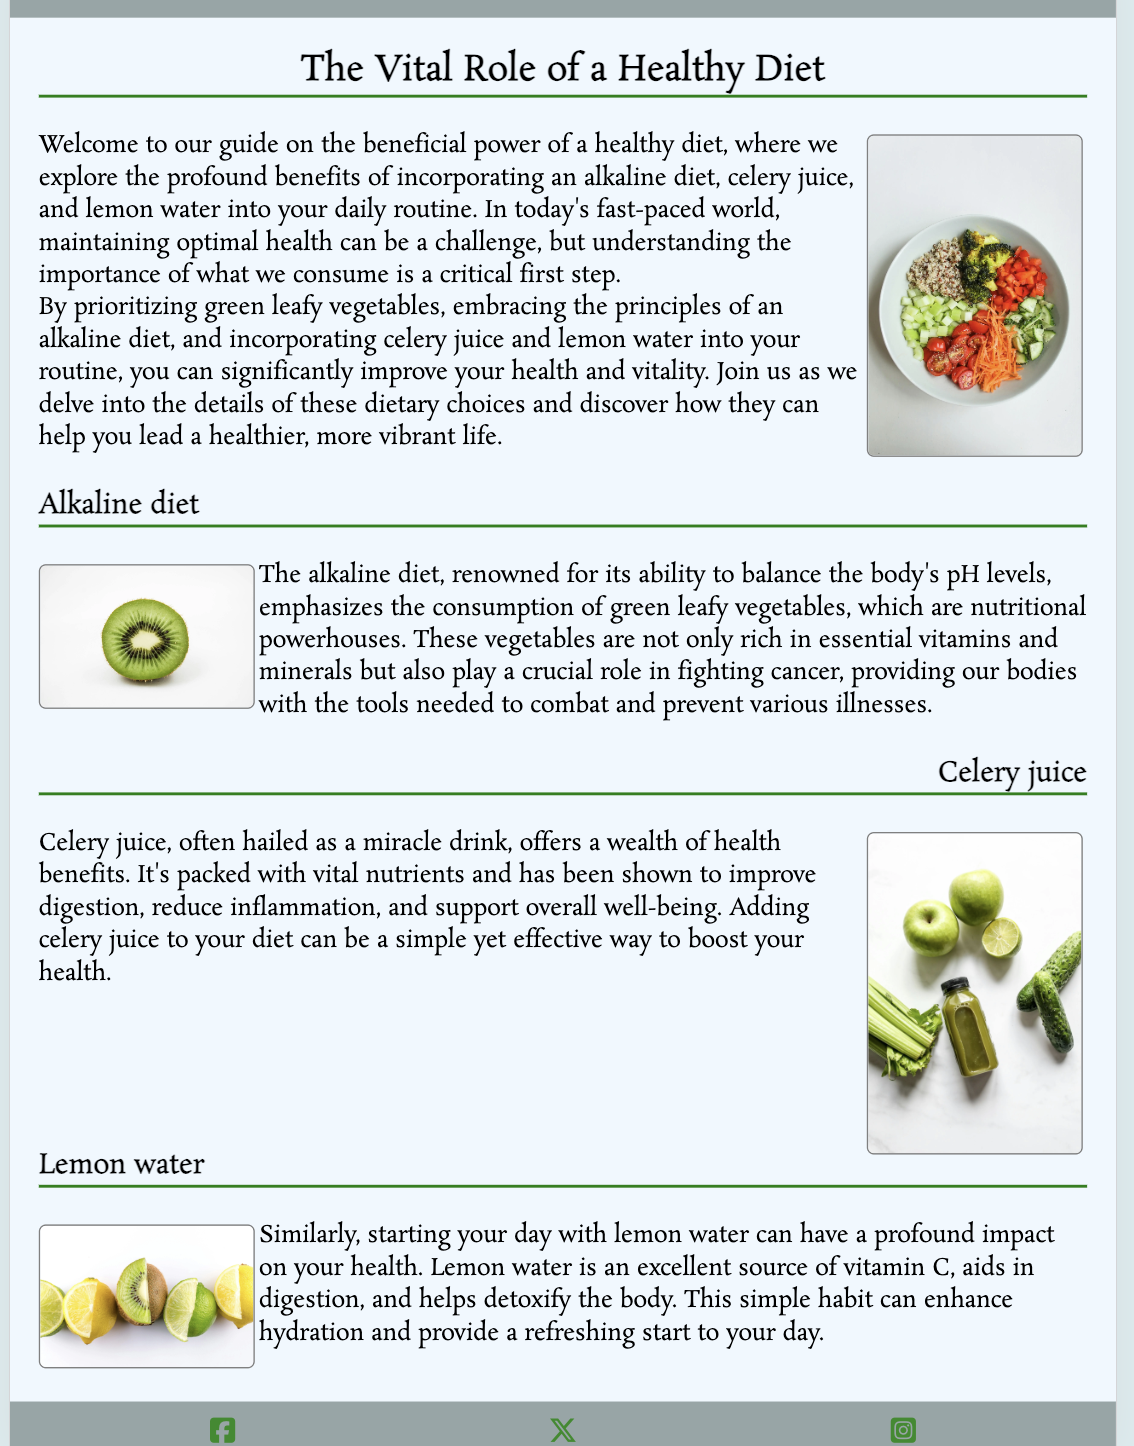 The Vital Role of a Healthy Diet
Welcome to our guide on the beneficial power of a healthy diet, where we
explore the profound benefits of incorporating an alkaline diet, celery juice,
and lemon water into your daily routine. In today's fast-paced world,
maintaining optimal health can be a challenge, but understanding the
importance of what we consume is a critical first step.
By prioritizing green leafy vegetables, embracing the principles of an
alkaline diet, and incorporating celery juice and lemon water into your
routine, you can significantly improve your health and vitality. Join us as we
delve into the details of these dietary choices and discover how they can
help you lead a healthier, more vibrant life.
Alkaline diet
The alkaline diet, renowned for its ability to balance the body's pH levels,
emphasizes the consumption of green leafy vegetables, which are nutritional
powerhouses. These vegetables are not only rich in essential vitamins and
minerals but also play a crucial role in fighting cancer, providing our bodies
with the tools needed to combat and prevent various illnesses.
Celery juice
Celery juice, often hailed as a miracle drink, offers a wealth of health
benefits. It's packed with vital nutrients and has been shown to improve
digestion, reduce inflammation, and support overall well-being. Adding
celery juice to your diet can be a simple yet effective way to boost your
health.
Lemon water
Similarly, starting your day with lemon water can have a profound impact
on your health. Lemon water is an excellent source of vitamin C, aids in
digestion, and helps detoxify the body. This simple habit can enhance
hydration and provide a refreshing start to your day.